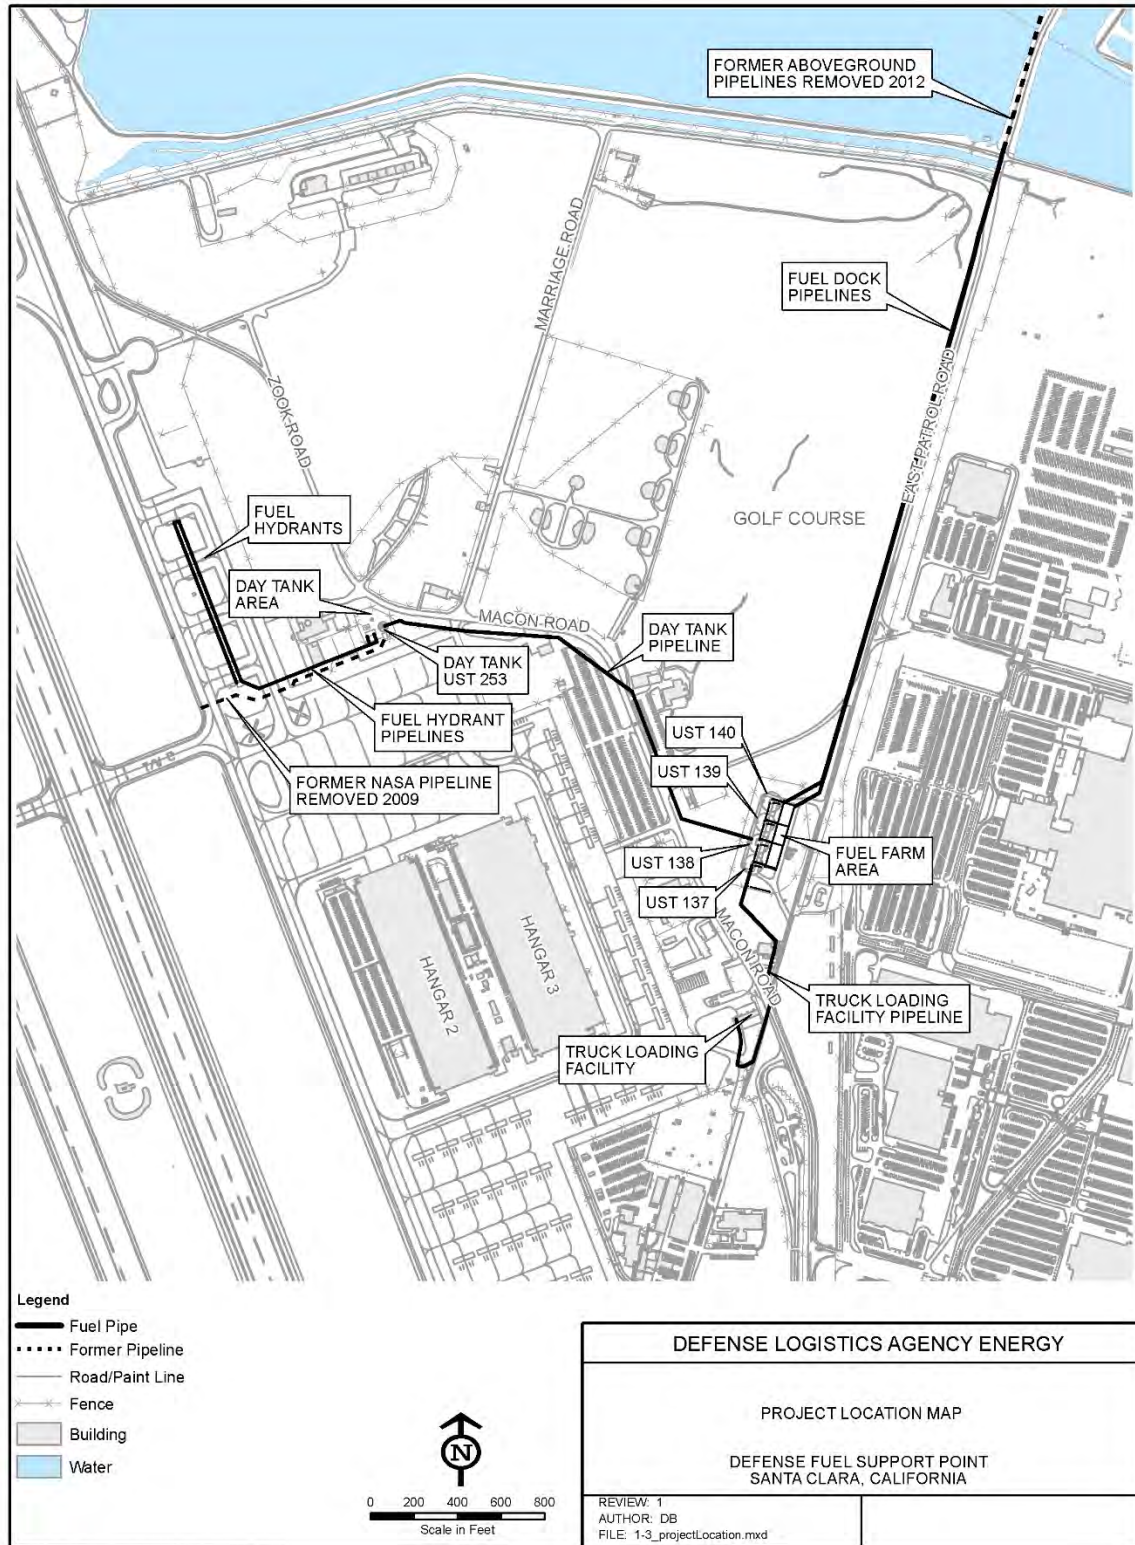 FORMER ABOVEGROUND
PIPELINES REMOVED 2012
MARRIAGE ROAD
FUEL DOCK
PIPELINES
ZOOK ROAD
EAST PATROL ROAD
FUEL
HYDRANTS
GOLF COURSE
DAY TANK
AREA
MACON ROAD
DAY TANK
PIPELINE
DAY TANK
UST 253
FUEL HYDRANT
PIPELINES
UST 140
UST 139
FORMER NASA PIPELINE
REMOVED 2009
FUEL FARM
AREA
UST 138
UST 137
MACON ROAD
HANGAR 3
HANGAR 2
TRUCK LOADING
FACILITY PIPELINE
TRUCK LOADING
FACILITY
Legend
Fuel Pipe
Former Pipeline
Road/Paint Line
Fence
Building
Water
N
0 200 400 600 800
Scale in Feet
DEFENSE LOGISTICS AGENCY ENERGY
PROJECT LOCATION MAP
DEFENSE FUEL SUPPORT POINT
SANTA CLARA, CALIFORNIA
REVIEW: 1
AUTHOR: DB
FILE: 1-3_projectLocation.mxd